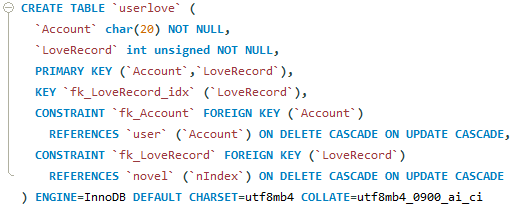 CREATE TABLE `userlove` (
`Account` char(20) NOT NULL,
`LoveRecord` int unsigned NOT NULL,
PRIMARY KEY (`Account`,`LoveRecord`),
KEY `fk_LoveRecord_idx` (`LoveRecord`),
CONSTRAINT `fk_Account` FOREIGN KEY (`Account`)
REFERENCES `user` (`Account`) ON DELETE CASCADE ON UPDATE CASCADE,
CONSTRAINT `fk_LoveRecord` FOREIGN KEY (`LoveRecord`)
REFERENCES `novel` (`nIndex`) ON DELETE CASCADE ON UPDATE CASCADE
) ENGINE=InnoDB DEFAULT CHARSET=utf8mb4 COLLATE=utf8mb4_0900_ai_ci